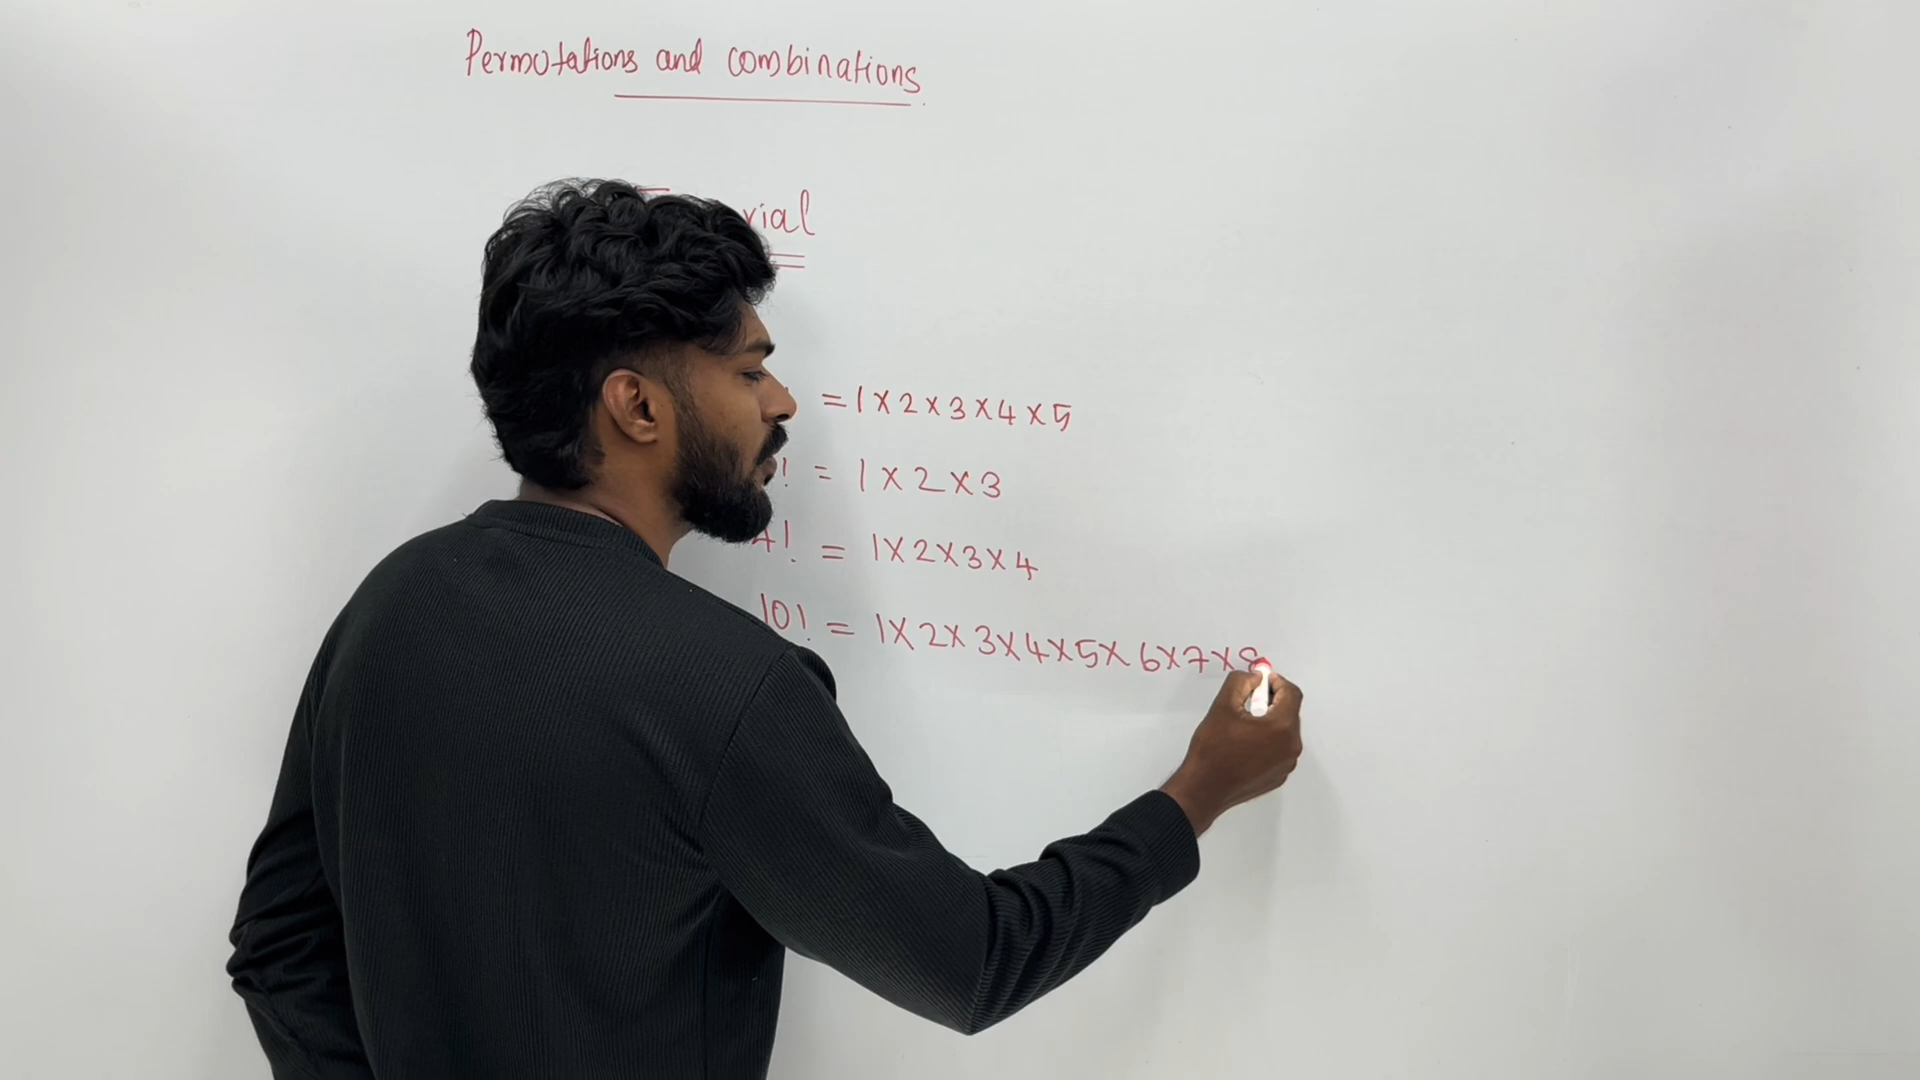 Permutations and combinations
= 1 x 2 x 3 x 4 x 5
! = 1 x 2 x 3
4! = 1 x 2 x 3 x 4
10! = 1 x 2 x 3 x 4 x 5 x 6 x 7 x 8